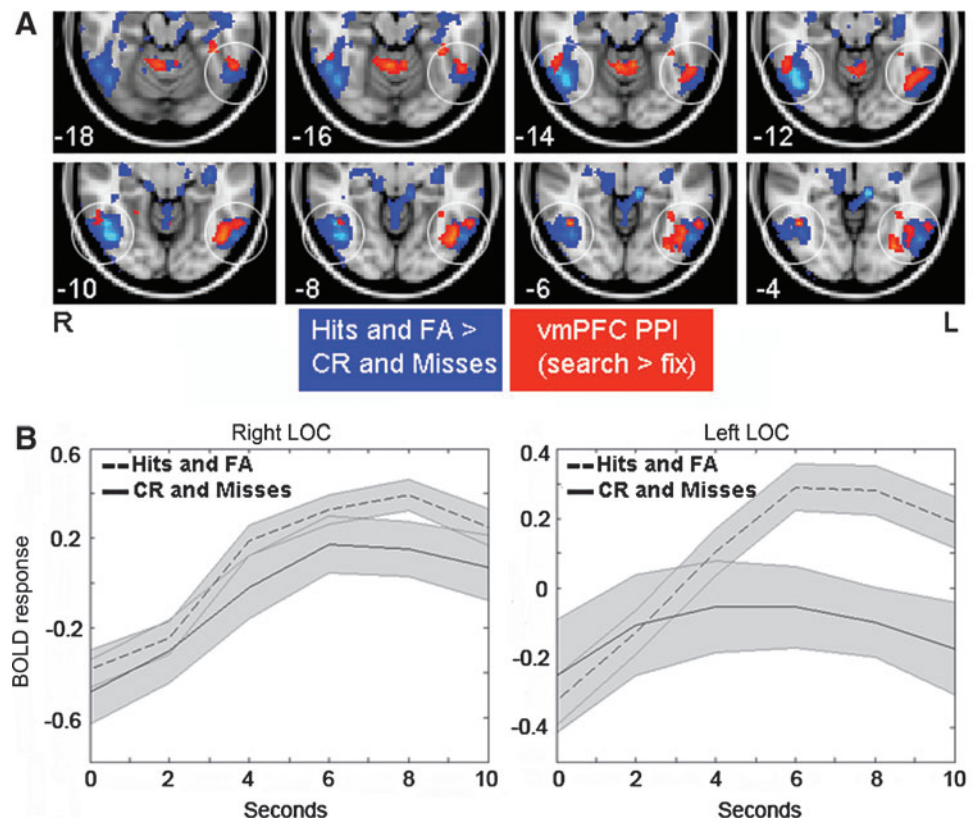 A
-18
-16
-14
-12
-10
-8
-6
-4
R
L
Hits and FA >
CR and Misses
vmPFC PPI
(search > fix)
B
Right LOC
Left LOC
0.6
0.2
-0.2
-0.6
BOLD response
Hits and FA
CR and Misses
0 2 4 6 8 10
Seconds
0.4
0.2
0
-0.2
-0.4
Hits and FA
CR and Misses
0 2 4 6 8 10
Seconds